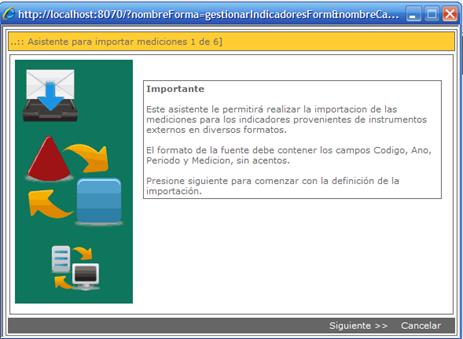 http://localhost:8070/?nombreForma=gestionarIndicadoresForm&nombreCa...
..:: Asistente para importar mediciones 1 de 6]
Importante
Este asistente le permitirá realizar la importacion de las
mediciones para los indicadores provenientes de instrumentos
externos en diversos formatos.
El formato de la fuente debe contener los campos Codigo, Ano,
Periodo y Medicion, sin acentos.
Presione siguiente para comenzar con la definición de la
importación.
Siguiente >> Cancelar